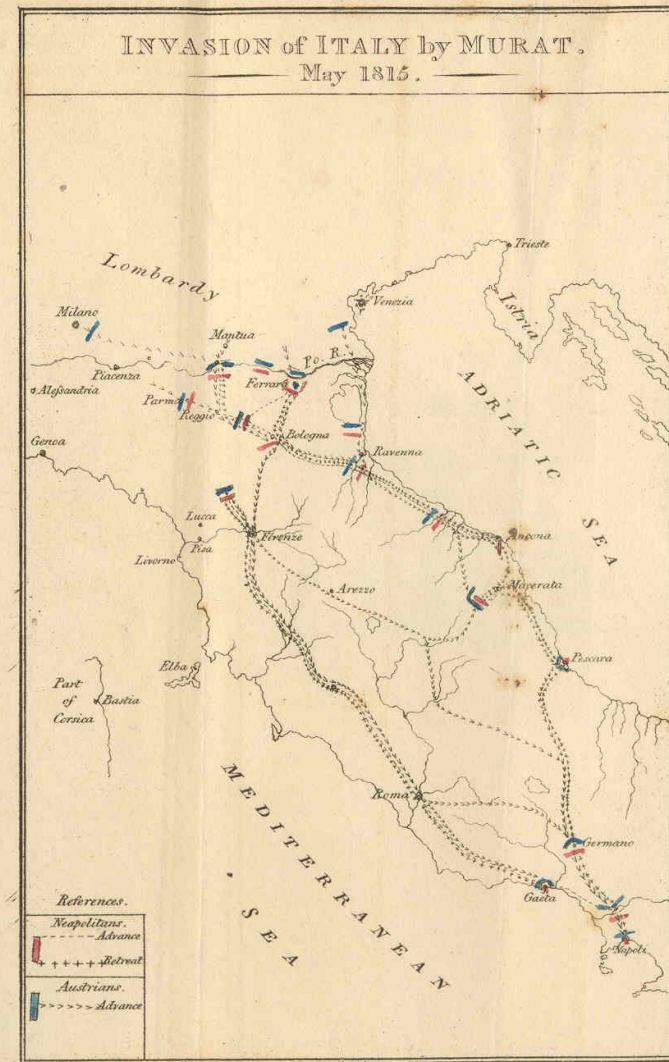 INVASION of ITALY by MURAT.
May 1815.
Trieste
Lombardy
Istria
Venezia
Milano
Mantua
Po. R.
Piacenza
Ferrara
Alessandria
Parma
Reggio
Bologna
Genoa
Ravenna
ADRIATIC SEA
Lucca
Firenze
Ancona
Pisa
Livorno
Arezzo
Macerata
Pescara
Elba
Part
of
Corsica
Bastia
MEDITERRANEAN
SEA
Roma
Germano
Gaeta
Napoli
References.
Neapolitans.
Advance
Retreat
Austrians.
Advance